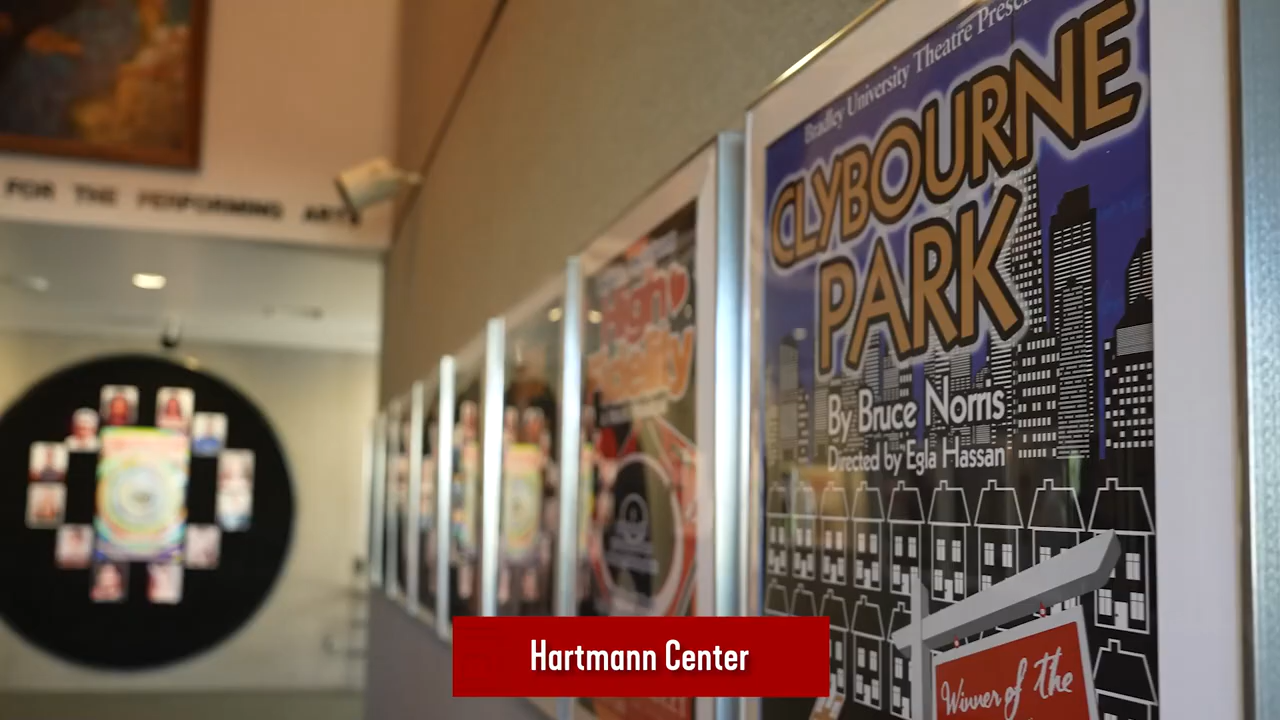 FOR THE PERFORMING ARTS
Bradley University Theatre Presents
CLYBOURNE
PARK
By Bruce Norris
Directed by Egla Hassan
Winner of the
High
Fidelity
Hartmann Center